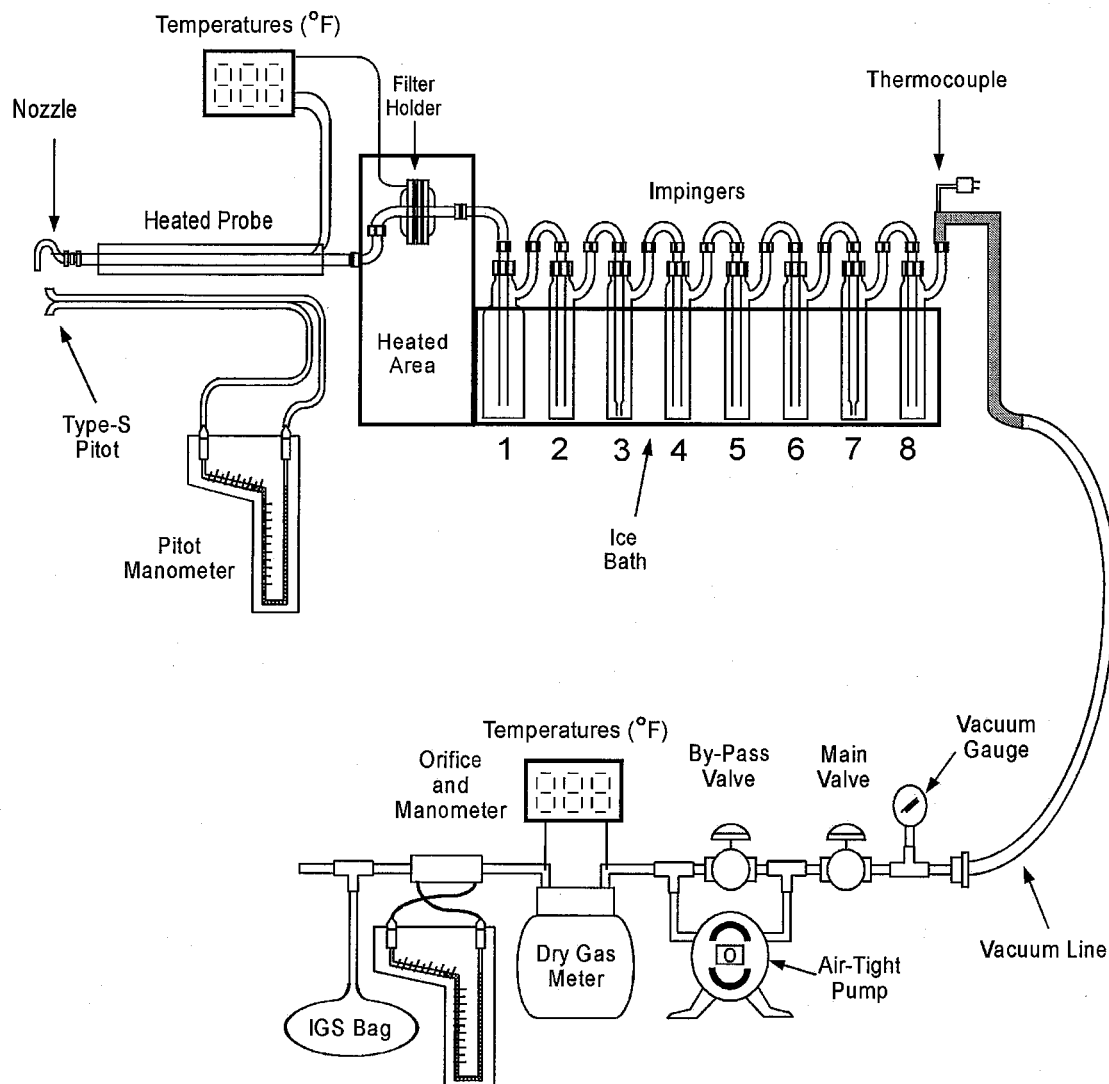 Temperatures (°F)
Nozzle
Filter
Holder
Thermocouple
Heated Probe
Impingers
Heated
Area
Type-S
Pitot
1 2 3 4 5 6 7 8
Pitot
Manometer
Ice
Bath
Temperatures (°F)
Orifice
and
Manometer
By-Pass
Valve
Main
Valve
Vacuum
Gauge
Dry Gas
Meter
Air-Tight
Pump
Vacuum Line
IGS Bag